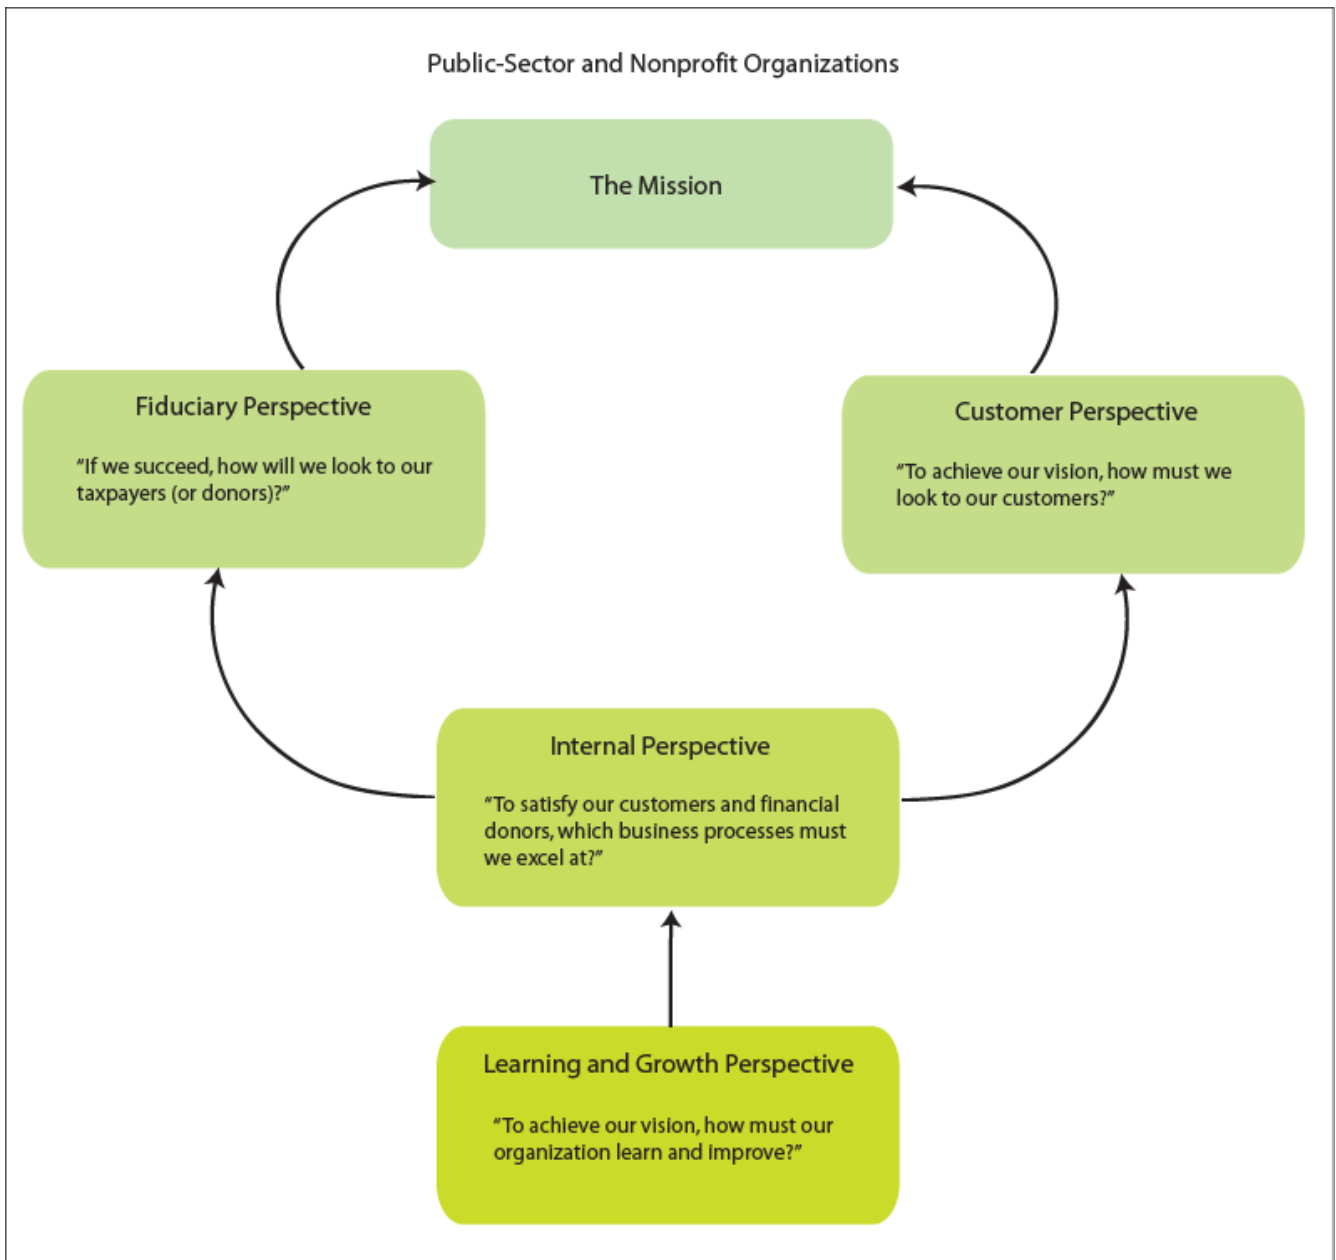 Public-Sector and Nonprofit Organizations
The Mission
Fiduciary Perspective
“If we succeed, how will we look to our
taxpayers (or donors)?”
Customer Perspective
“To achieve our vision, how must we
look to our customers?”
Internal Perspective
“To satisfy our customers and financial
donors, which business processes must
we excel at?”
Learning and Growth Perspective
“To achieve our vision, how must our
organization learn and improve?”